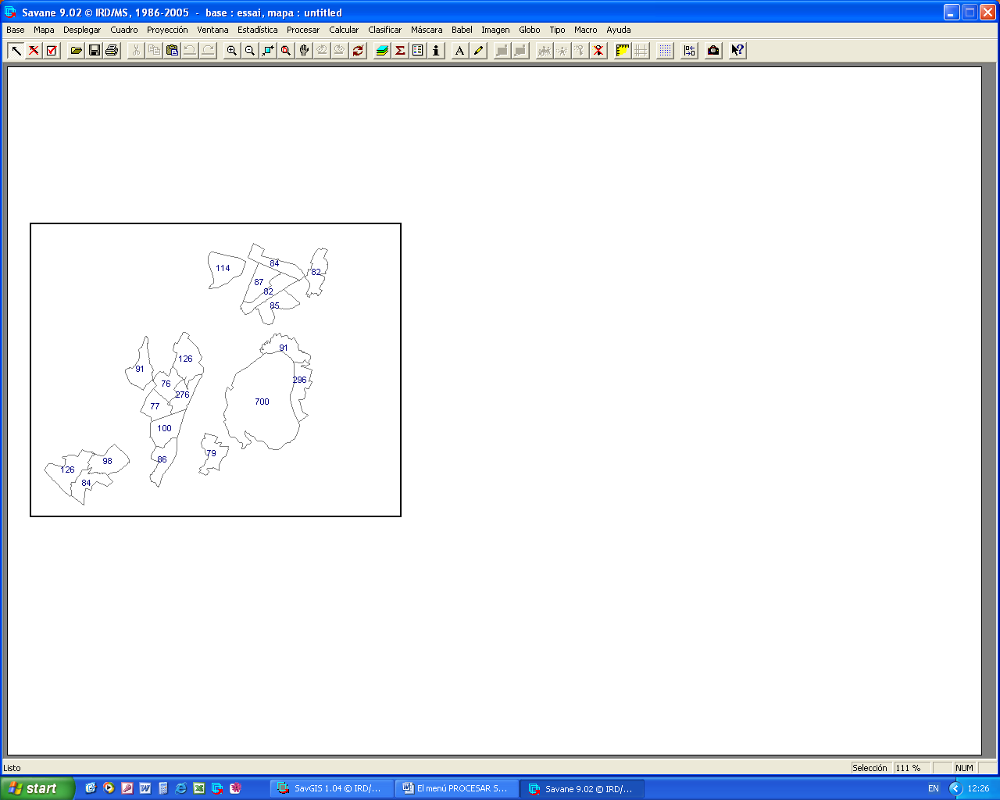 Savane 9.02 © IRD/MS, 1986-2005 - base : essai, mapa : untitled
Base Mapa Desplegar Cuadro Proyección Ventana Estadística Procesar Calcular Clasificar Máscara Babel Imagen Globo Tipo Macro Ayuda
114 84 82
87
82
85
91
91 126
76 296
276
77 700
100
79
98 86
126
84
Listo Selección 111 % NUM
start SavGIS 1.04 © IRD/... El menú PROCESAR S... Savane 9.02 © IRD/... EN 12:26